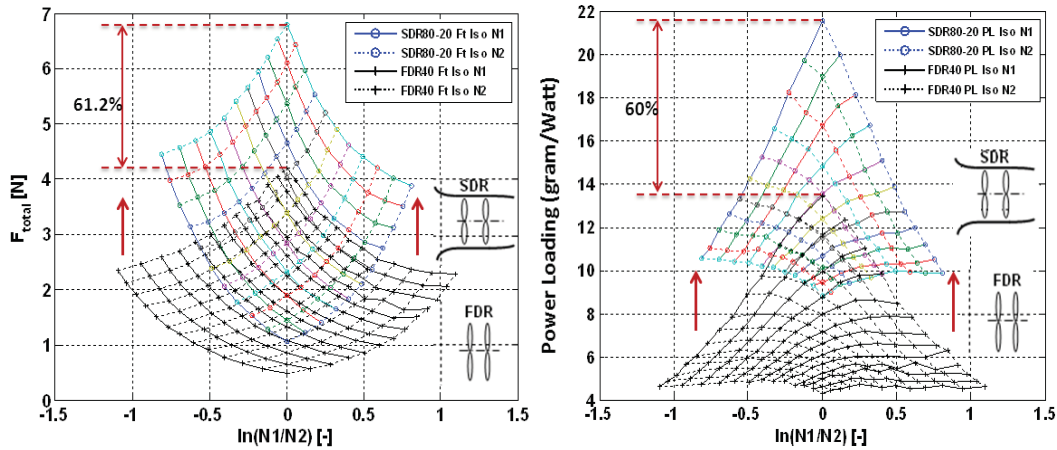 7
6
5
4
3
2
1
0
F_total [N]
61.2%
SDR80-20 Ft Iso N1
SDR80-20 Ft Iso N2
FDR40 Ft Iso N1
FDR40 Ft Iso N2
SDR
FDR
-1.5 -1 -0.5 0 0.5 1 1.5
ln(N1/N2) [-]
22
20
18
16
14
12
10
8
6
4
Power Loading (gram/Watt)
60%
SDR80-20 PL Iso N1
SDR80-20 PL Iso N2
FDR40 PL Iso N1
FDR40 PL Iso N2
SDR
FDR
-1.5 -1 -0.5 0 0.5 1 1.5
ln(N1/N2) [-]